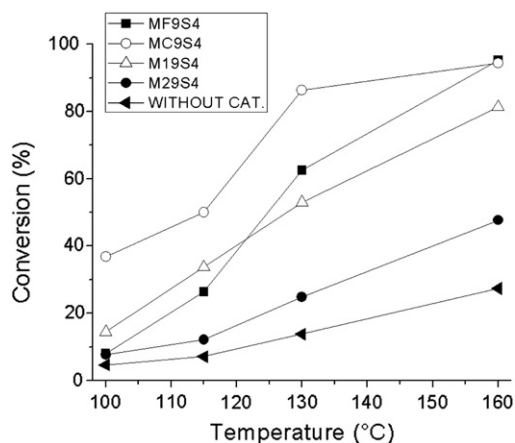 MF9S4
MC9S4
M19S4
M29S4
WITHOUT CAT.
100
80
60
40
20
0
Conversion (%)
100 110 120 130 140 150 160
Temperature (°C)